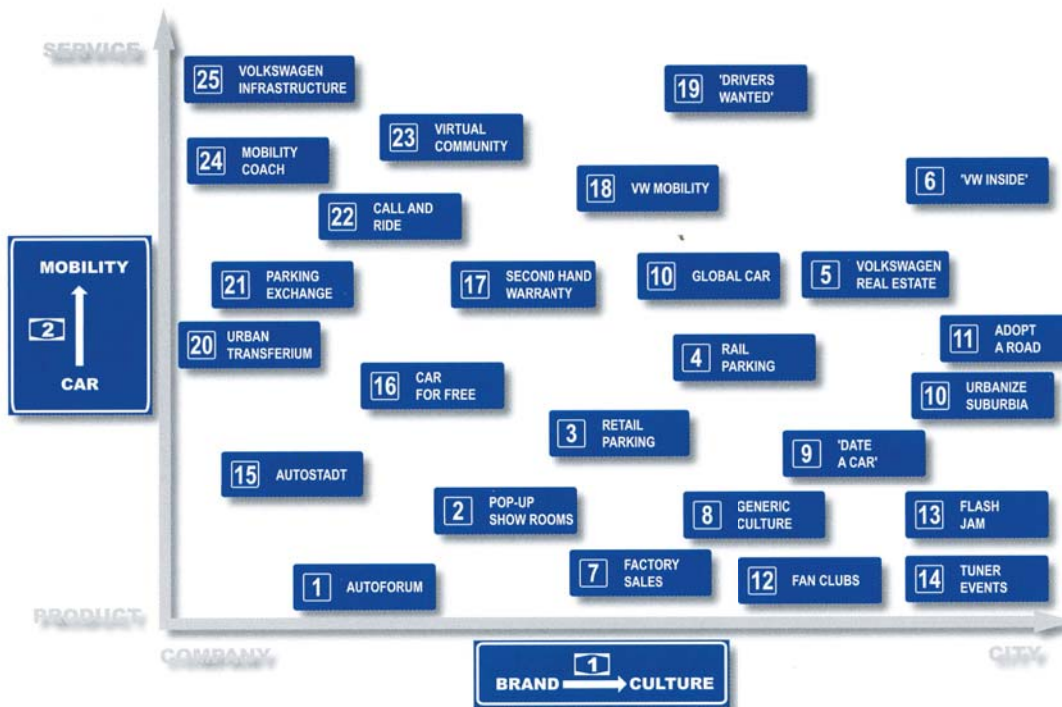 SERVICE
25 VOLKSWAGEN
INFRASTRUCTURE
19 'DRIVERS
WANTED'
23 VIRTUAL
COMMUNITY
24 MOBILITY
COACH
18 VW MOBILITY
6 'VW INSIDE'
22 CALL AND
RIDE
MOBILITY
2
CAR
21 PARKING
EXCHANGE
17 SECOND HAND
WARRANTY
10 GLOBAL CAR
5 VOLKSWAGEN
REAL ESTATE
20 URBAN
TRANSFERIUM
4 RAIL
PARKING
11 ADOPT
A ROAD
16 CAR
FOR FREE
10 URBANIZE
SUBURBIA
3 RETAIL
PARKING
9 'DATE
A CAR'
15 AUTOSTADT
2 POP-UP
SHOW ROOMS
8 GENERIC
CULTURE
13 FLASH
JAM
1 AUTOFORUM
7 FACTORY
SALES
12 FAN CLUBS
14 TUNER
EVENTS
PRODUCT
COMPANY
CITY
1
BRAND CULTURE